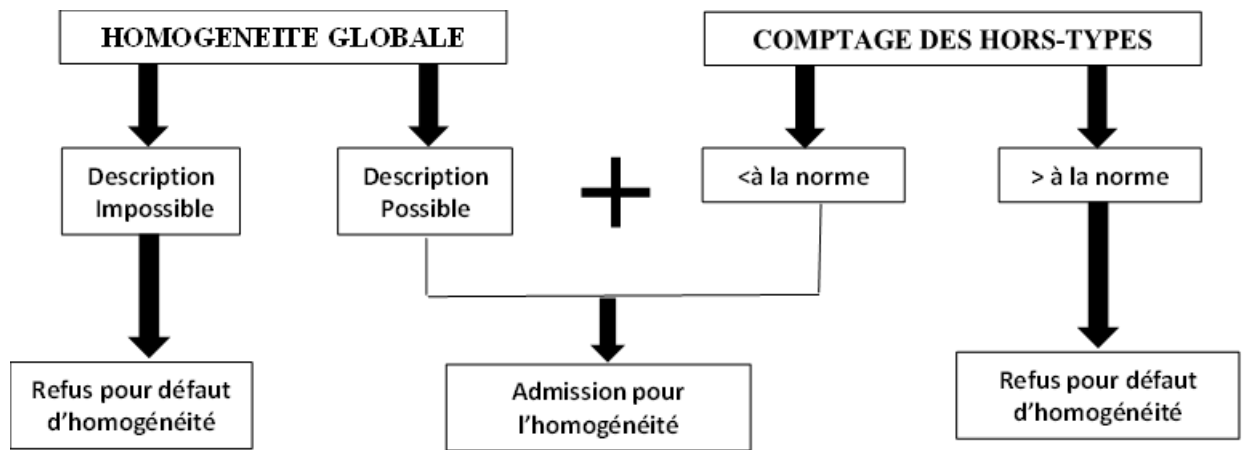 HOMOGENEITE GLOBALE
COMPTAGE DES HORS-TYPES
Description
Impossible
Description
Possible
+
<à la norme
> à la norme
Refus pour défaut
d'homogénéité
Admission pour
l'homogénéité
Refus pour défaut
d'homogénéité